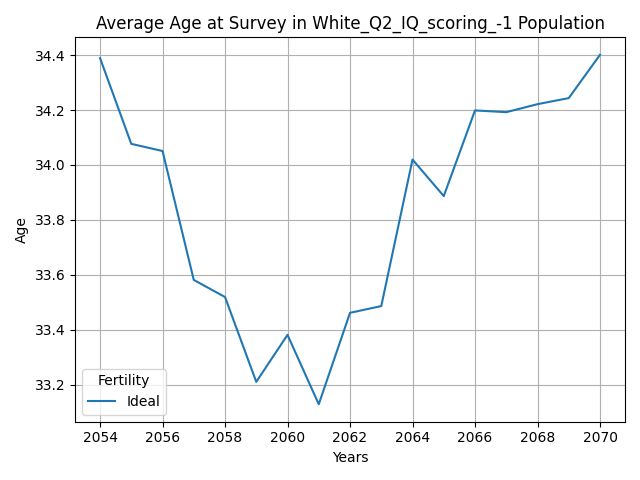 Average Age at Survey in White_Q2_IQ_scoring_-1 Population
34.4
34.2
34.0
33.8
33.6
33.4
33.2
Age
Fertility
Ideal
2054 2056 2058 2060 2062 2064 2066 2068 2070
Years